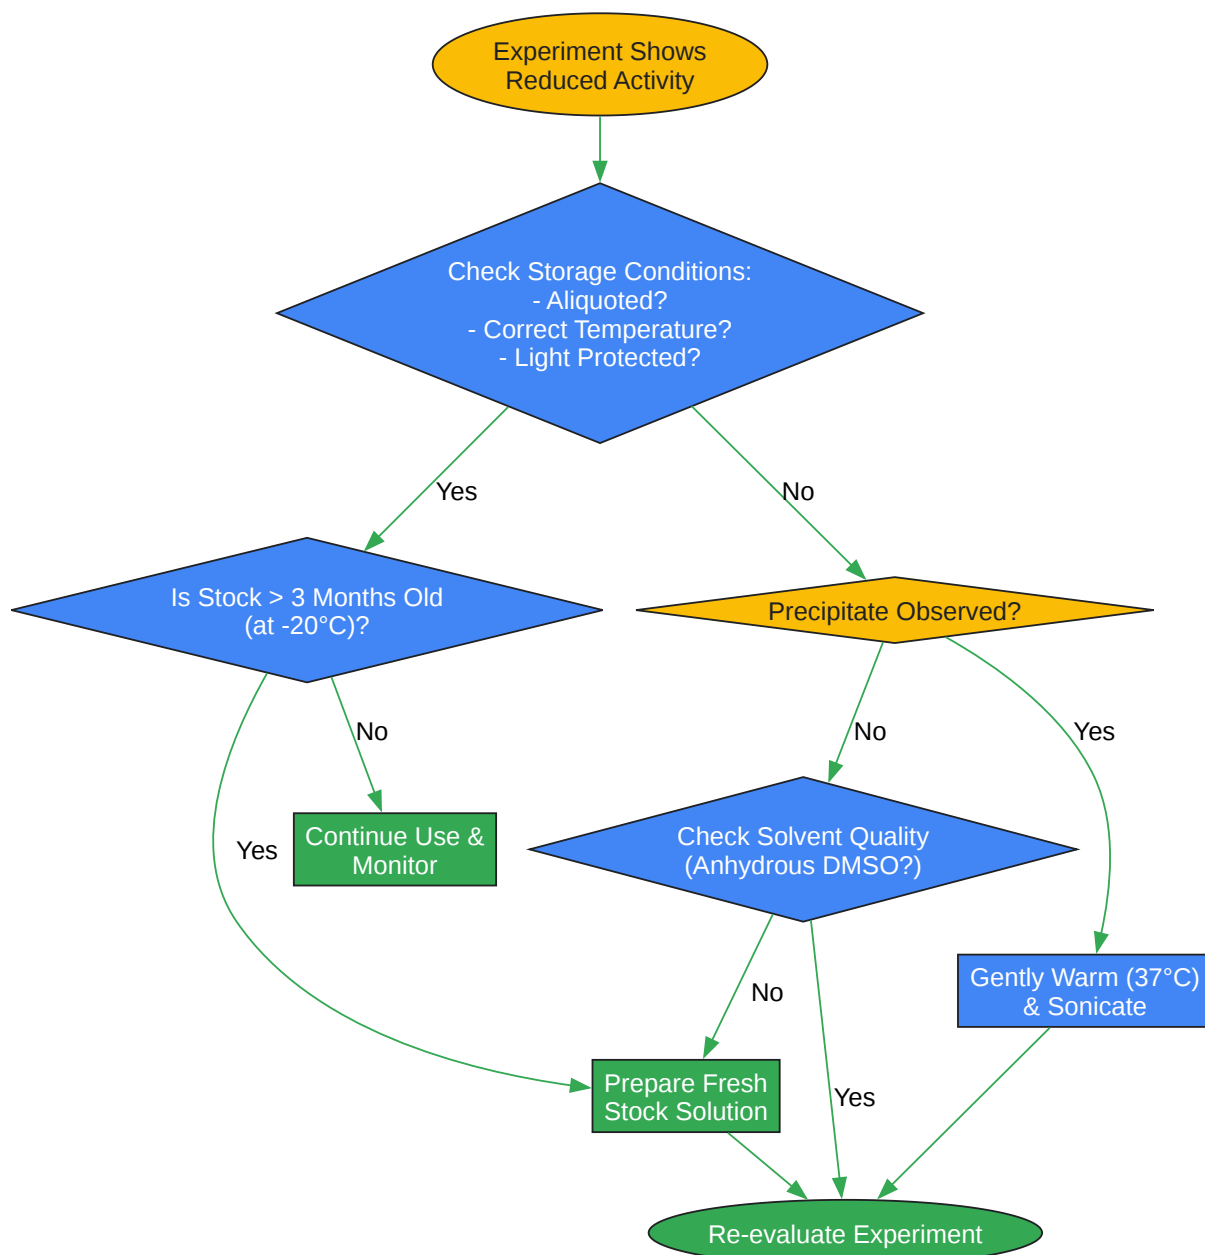 Experiment Shows
Reduced Activity
Check Storage Conditions:
- Aliquoted?
- Correct Temperature?
- Light Protected?
Yes
No
Is Stock > 3 Months Old
(at -20°C)?
Precipitate Observed?
No
No
Yes
Continue Use &
Monitor
Yes
Check Solvent Quality
(Anhydrous DMSO?)
Gently Warm (37°C)
& Sonicate
No
Prepare Fresh
Stock Solution
Yes
Re-evaluate Experiment